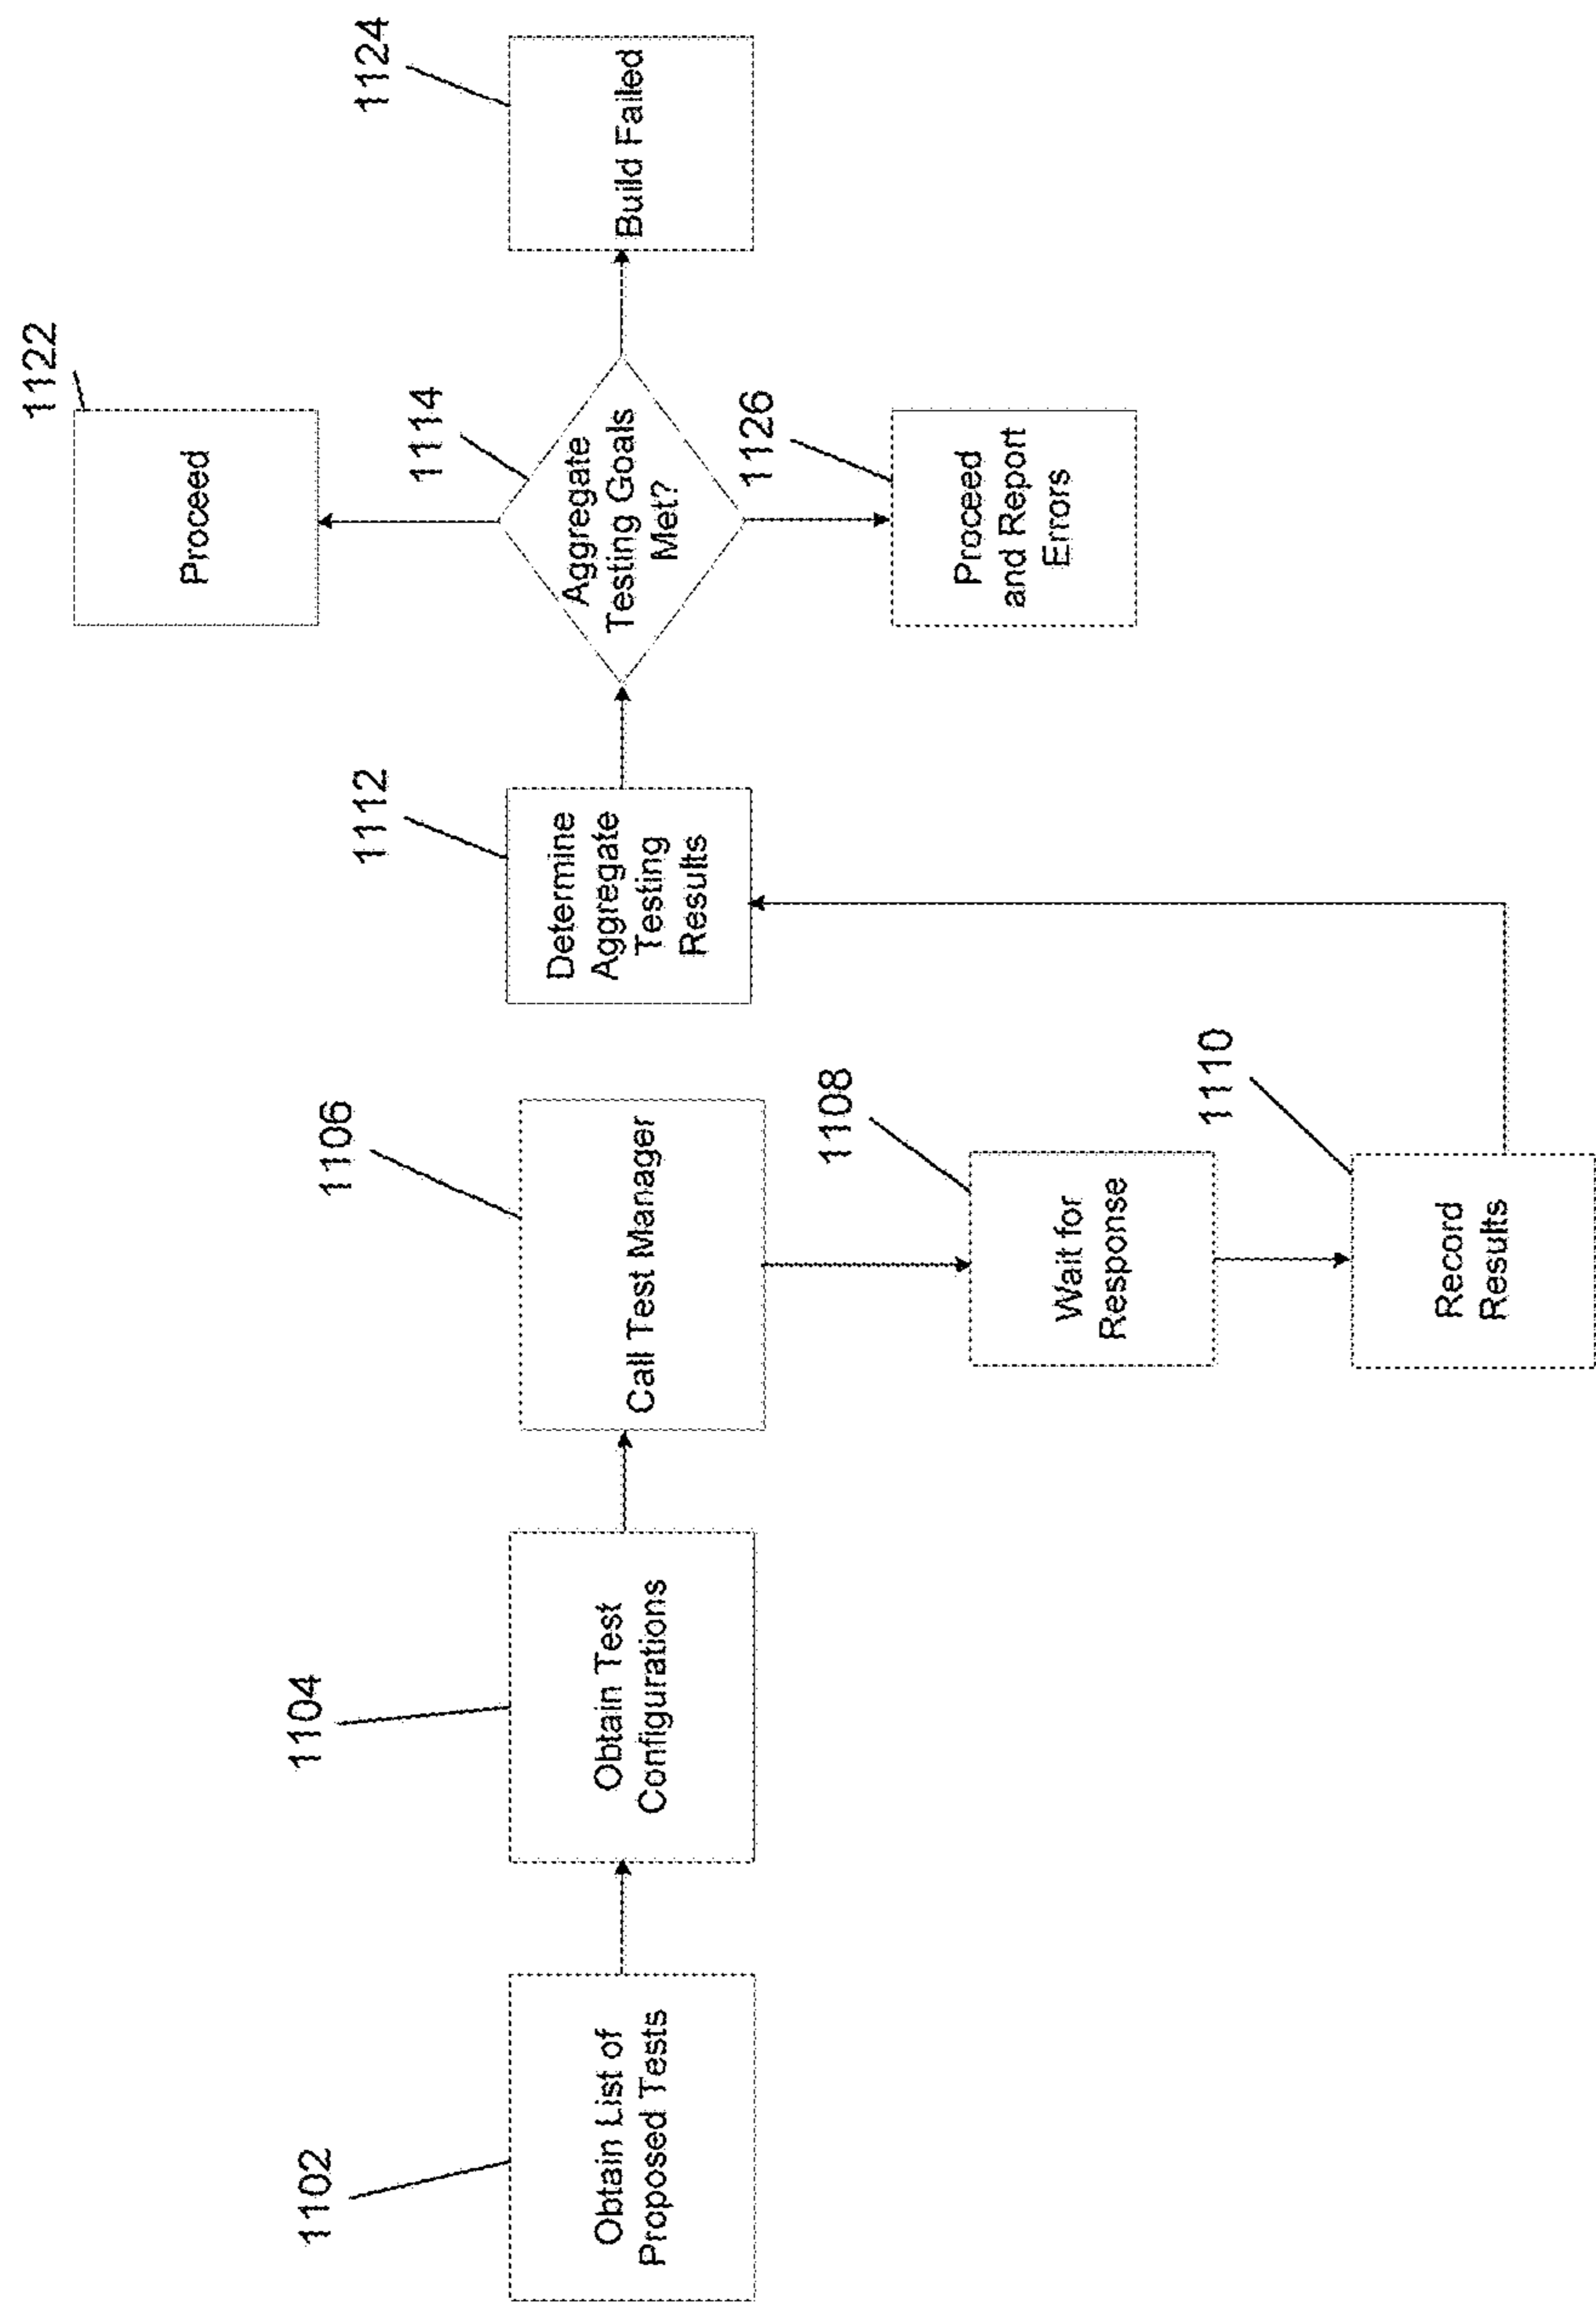 1102
Obtain List of
Proposed Tests
1104
Obtain Test
Configurations
1106
Call Test Manager
1108
Wait for
Response
1110
Record
Results
1112
Determine
Aggregate
Testing
Results
1114
Aggregate
Testing Goals
Met?
1122
Proceed
1124
Build Failed
1126
Proceed
and Report
Errors